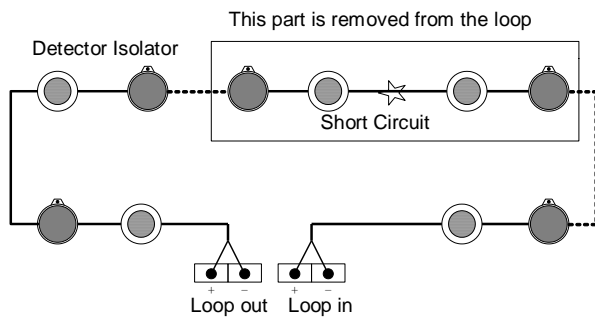 This part is removed from the loop
Detector Isolator
Short Circuit
+ − + −
Loop out Loop in